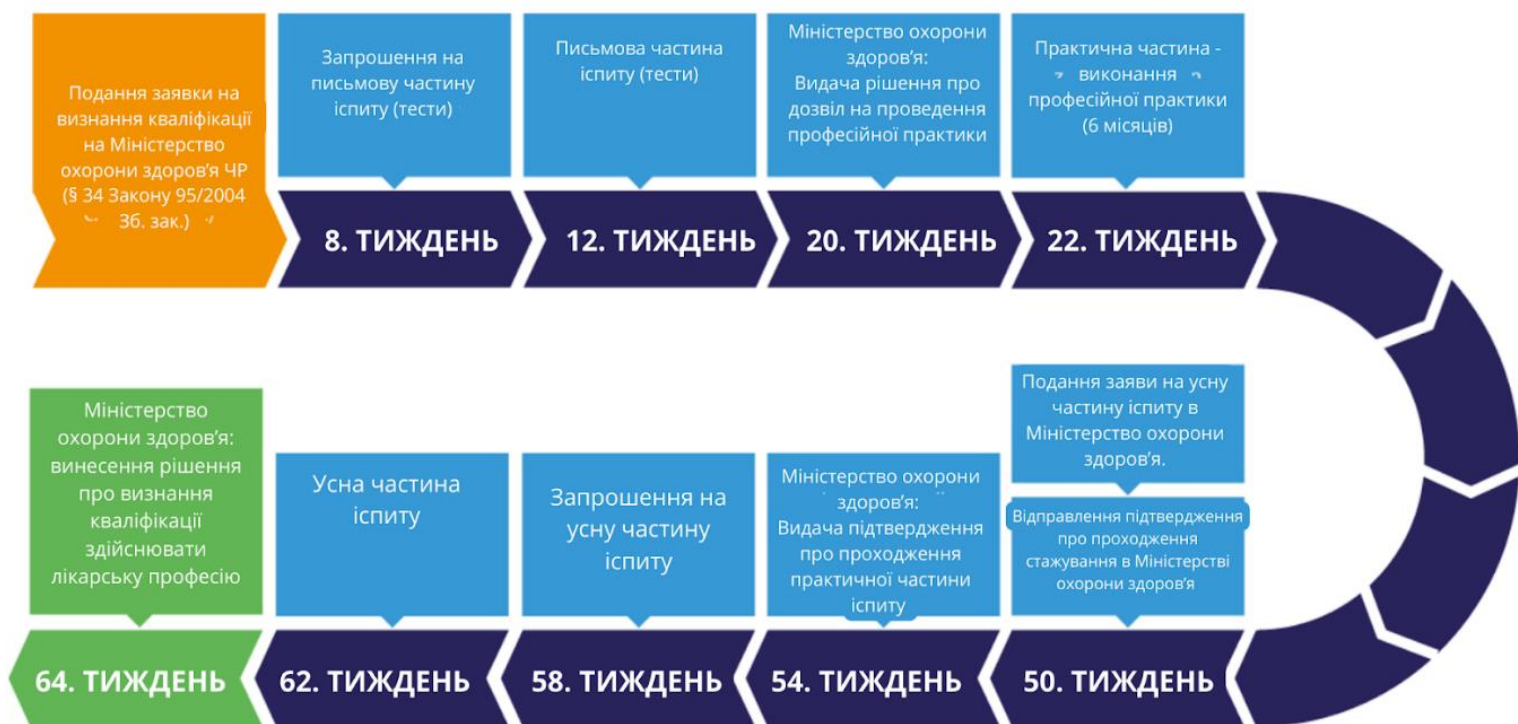 Подання заявки на
визнання кваліфікації
на Міністерство
охорони здоров'я ЧР
(§ 34 Закону 95/2004
Зб. зак.)
Запрошення на
письмову частину
іспиту (тести)
8. ТИЖДЕНЬ
Письмова частина
іспиту (тести)
12. ТИЖДЕНЬ
Міністерство охорони
здоров'я:
Видача рішення про
дозвіл на проведення
професійної практики
20. ТИЖДЕНЬ
Практична частина -
виконання
професійної практики
(6 місяців)
22. ТИЖДЕНЬ
Подання заяви на усну
частину іспиту в
Міністерство охорони
здоров'я.
Відправлення підтвердження
про проходження
стажування в Міністерстві
охорони здоров'я
50. ТИЖДЕНЬ
Міністерство охорони
здоров'я:
Видача підтвердження
про проходження
практичної частини
іспиту
54. ТИЖДЕНЬ
Запрошення на
усну частину
іспиту
58. ТИЖДЕНЬ
Усна частина
іспиту
62. ТИЖДЕНЬ
Міністерство
охорони здоров'я:
винесення рішення
про визнання
кваліфікації
здійснювати
лікарську професію
64. ТИЖДЕНЬ